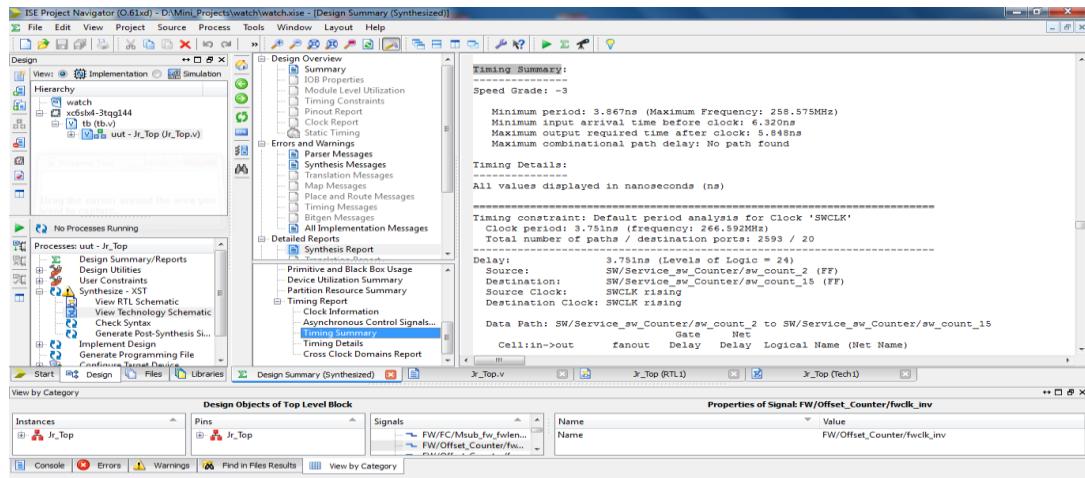 ISE Project Navigator (O.61xd) - D:\Mini_Projects\watch\watch.xise - [Design Summary (Synthesized)]
File Edit View Project Source Process Tools Window Layout Help
Design
View: Implementation Simulation
Hierarchy
watch
xc6slx4-3tqg144
tb (tb.v)
uut - Jr_Top (Jr_Top.v)
No Processes Running
Processes: uut - Jr_Top
Design Summary/Reports
Design Utilities
User Constraints
Synthesize - XST
View RTL Schematic
View Technology Schematic
Check Syntax
Generate Post-Synthesis Si...
Implement Design
Generate Programming File
Configure Target Device
Design Overview
Summary
IOB Properties
Module Level Utilization
Timing Constraints
Pinout Report
Clock Report
Static Timing
Errors and Warnings
Parser Messages
Synthesis Messages
Translation Messages
Map Messages
Place and Route Messages
Timing Messages
Bitgen Messages
All Implementation Messages
Detailed Reports
Synthesis Report
Translation Report
Primitive and Black Box Usage
Device Utilization Summary
Partition Resource Summary
Timing Report
Clock Information
Asynchronous Control Signals...
Timing Summary
Timing Details
Cross Clock Domains Report
Timing Summary:
---------------
Speed Grade: -3
Minimum period: 3.867ns (Maximum Frequency: 258.575MHz)
Minimum input arrival time before clock: 6.320ns
Maximum output required time after clock: 5.848ns
Maximum combinational path delay: No path found
Timing Details:
---------------
All values displayed in nanoseconds (ns)
=========================================================================
Timing constraint: Default period analysis for Clock 'SWCLK'
Clock period: 3.751ns (frequency: 266.592MHz)
Total number of paths / destination ports: 2593 / 20
-------------------------------------------------------------------------
Delay: 3.751ns (Levels of Logic = 24)
Source: SW/Service_sw_Counter/sw_count_2 (FF)
Destination: SW/Service_sw_Counter/sw_count_15 (FF)
Source Clock: SWCLK rising
Destination Clock: SWCLK rising
Data Path: SW/Service_sw_Counter/sw_count_2 to SW/Service_sw_Counter/sw_count_15
Gate Net
Cell:in->out fanout Delay Delay Logical Name (Net Name)
Start Design Files Libraries
Design Summary (Synthesized) Jr_Top.v Jr_Top (RTL1) Jr_Top (Tech1)
View by Category
Design Objects of Top Level Block
Properties of Signal: FW/Offset_Counter/fwclk_inv
Instances Pins Signals Name Value
Jr_Top Jr_Top FW/FC/Msub_fw_fwlen... Name FW/Offset_Counter/fwclk_inv
FW/Offset_Counter/fw...
Console Errors Warnings Find in Files Results View by Category